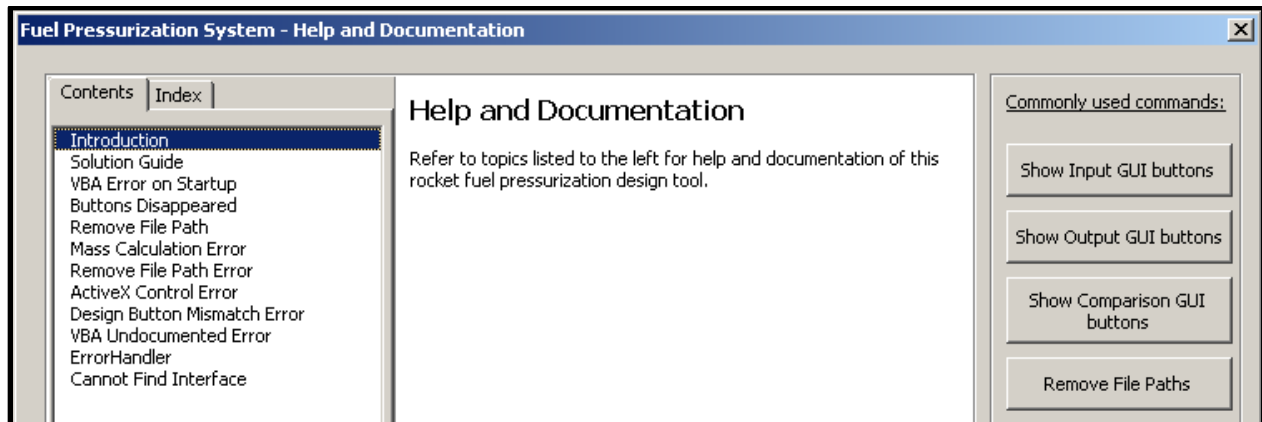 Fuel Pressurization System - Help and Documentation
Contents
Index
Introduction
Solution Guide
VBA Error on Startup
Buttons Disappeared
Remove File Path
Mass Calculation Error
Remove File Path Error
ActiveX Control Error
Design Button Mismatch Error
VBA Undocumented Error
ErrorHandler
Cannot Find Interface
Help and Documentation
Refer to topics listed to the left for help and documentation of this
rocket fuel pressurization design tool.
Commonly used commands:
Show Input GUI buttons
Show Output GUI buttons
Show Comparison GUI
buttons
Remove File Paths